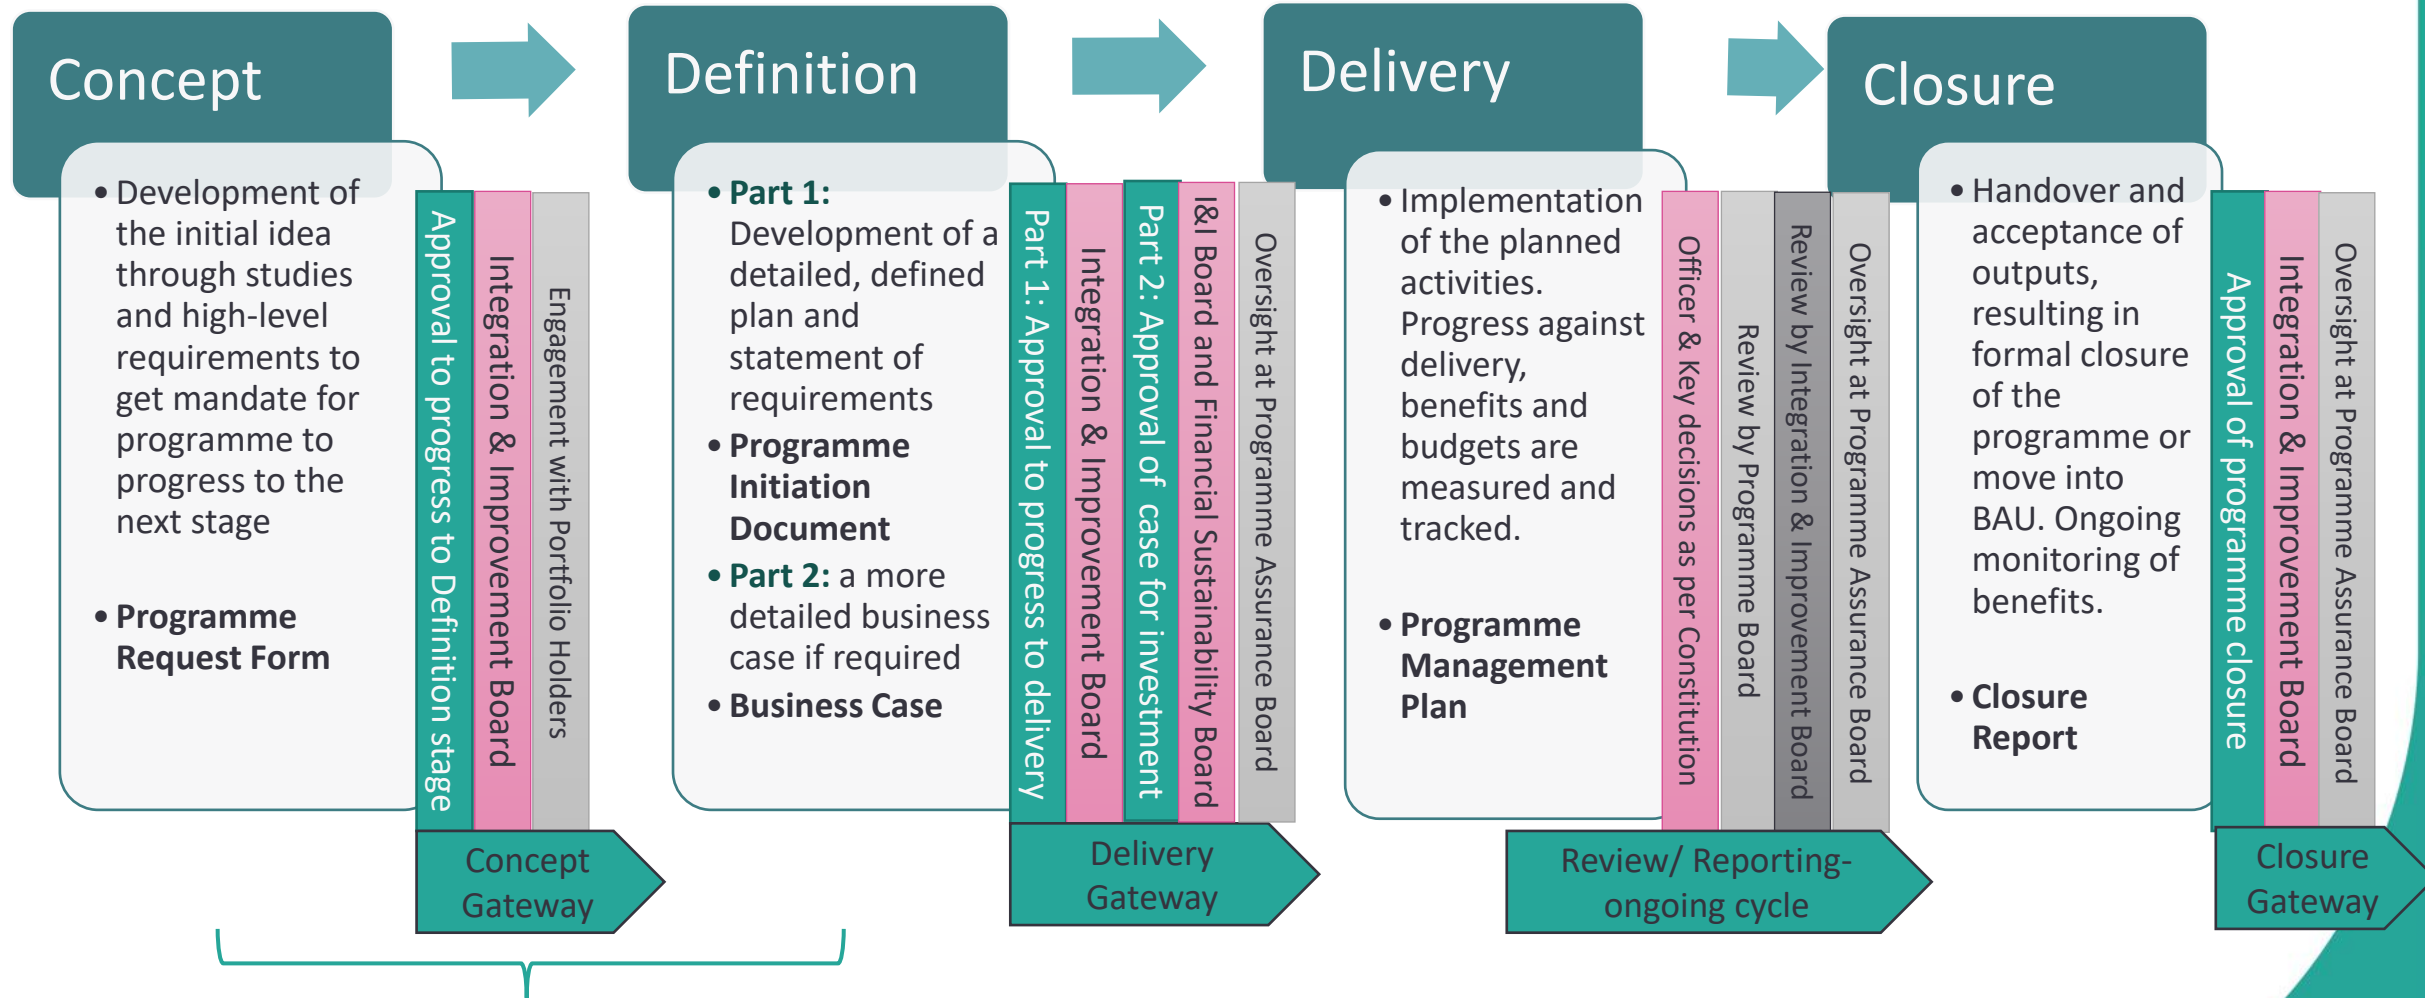 Concept
• Development of
the initial idea
through studies
and high-level
requirements to
get mandate for
programme to
progress to the
next stage
• Programme
Request Form
Approval to progress to Definition stage
Integration & Improvement Board
Engagement with Portfolio Holders
Concept
Gateway
Definition
• Part 1:
Development of a
detailed, defined
plan and
statement of
requirements
• Programme
Initiation
Document
• Part 2: a more
detailed business
case if required
• Business Case
Part 1: Approval to progress to delivery
Integration & Improvement Board
Part 2: Approval of case for investment
I&I Board and Financial Sustainability Board
Oversight at Programme Assurance Board
Delivery
Gateway
Delivery
• Implementation
of the planned
activities.
Progress against
delivery,
benefits and
budgets are
measured and
tracked.
• Programme
Management
Plan
Officer & Key decisions as per Constitution
Review by Programme Board
Review by Integration & Improvement Board
Oversight at Programme Assurance Board
Review/ Reporting-
ongoing cycle
Closure
• Handover and
acceptance of
outputs,
resulting in
formal closure
of the
programme or
move into
BAU. Ongoing
monitoring of
benefits.
• Closure
Report
Approval of programme closure
Integration & Improvement Board
Oversight at Programme Assurance Board
Closure
Gateway